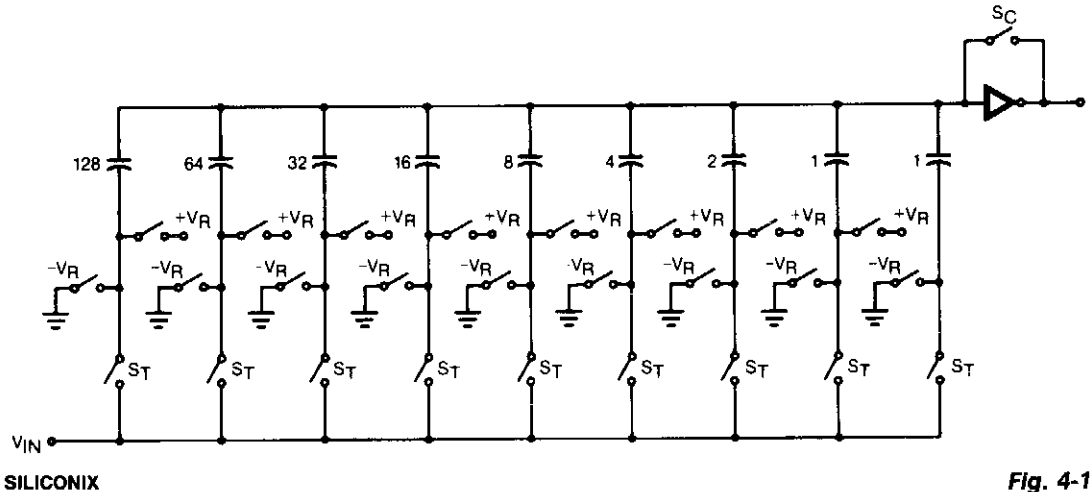 SC
128 64 32 16 8 4 2 1 1
+VR +VR +VR +VR +VR +VR +VR +VR
-VR -VR -VR -VR -VR -VR -VR -VR -VR
ST ST ST ST ST ST ST ST ST
VIN
SILICONIX Fig. 4-1